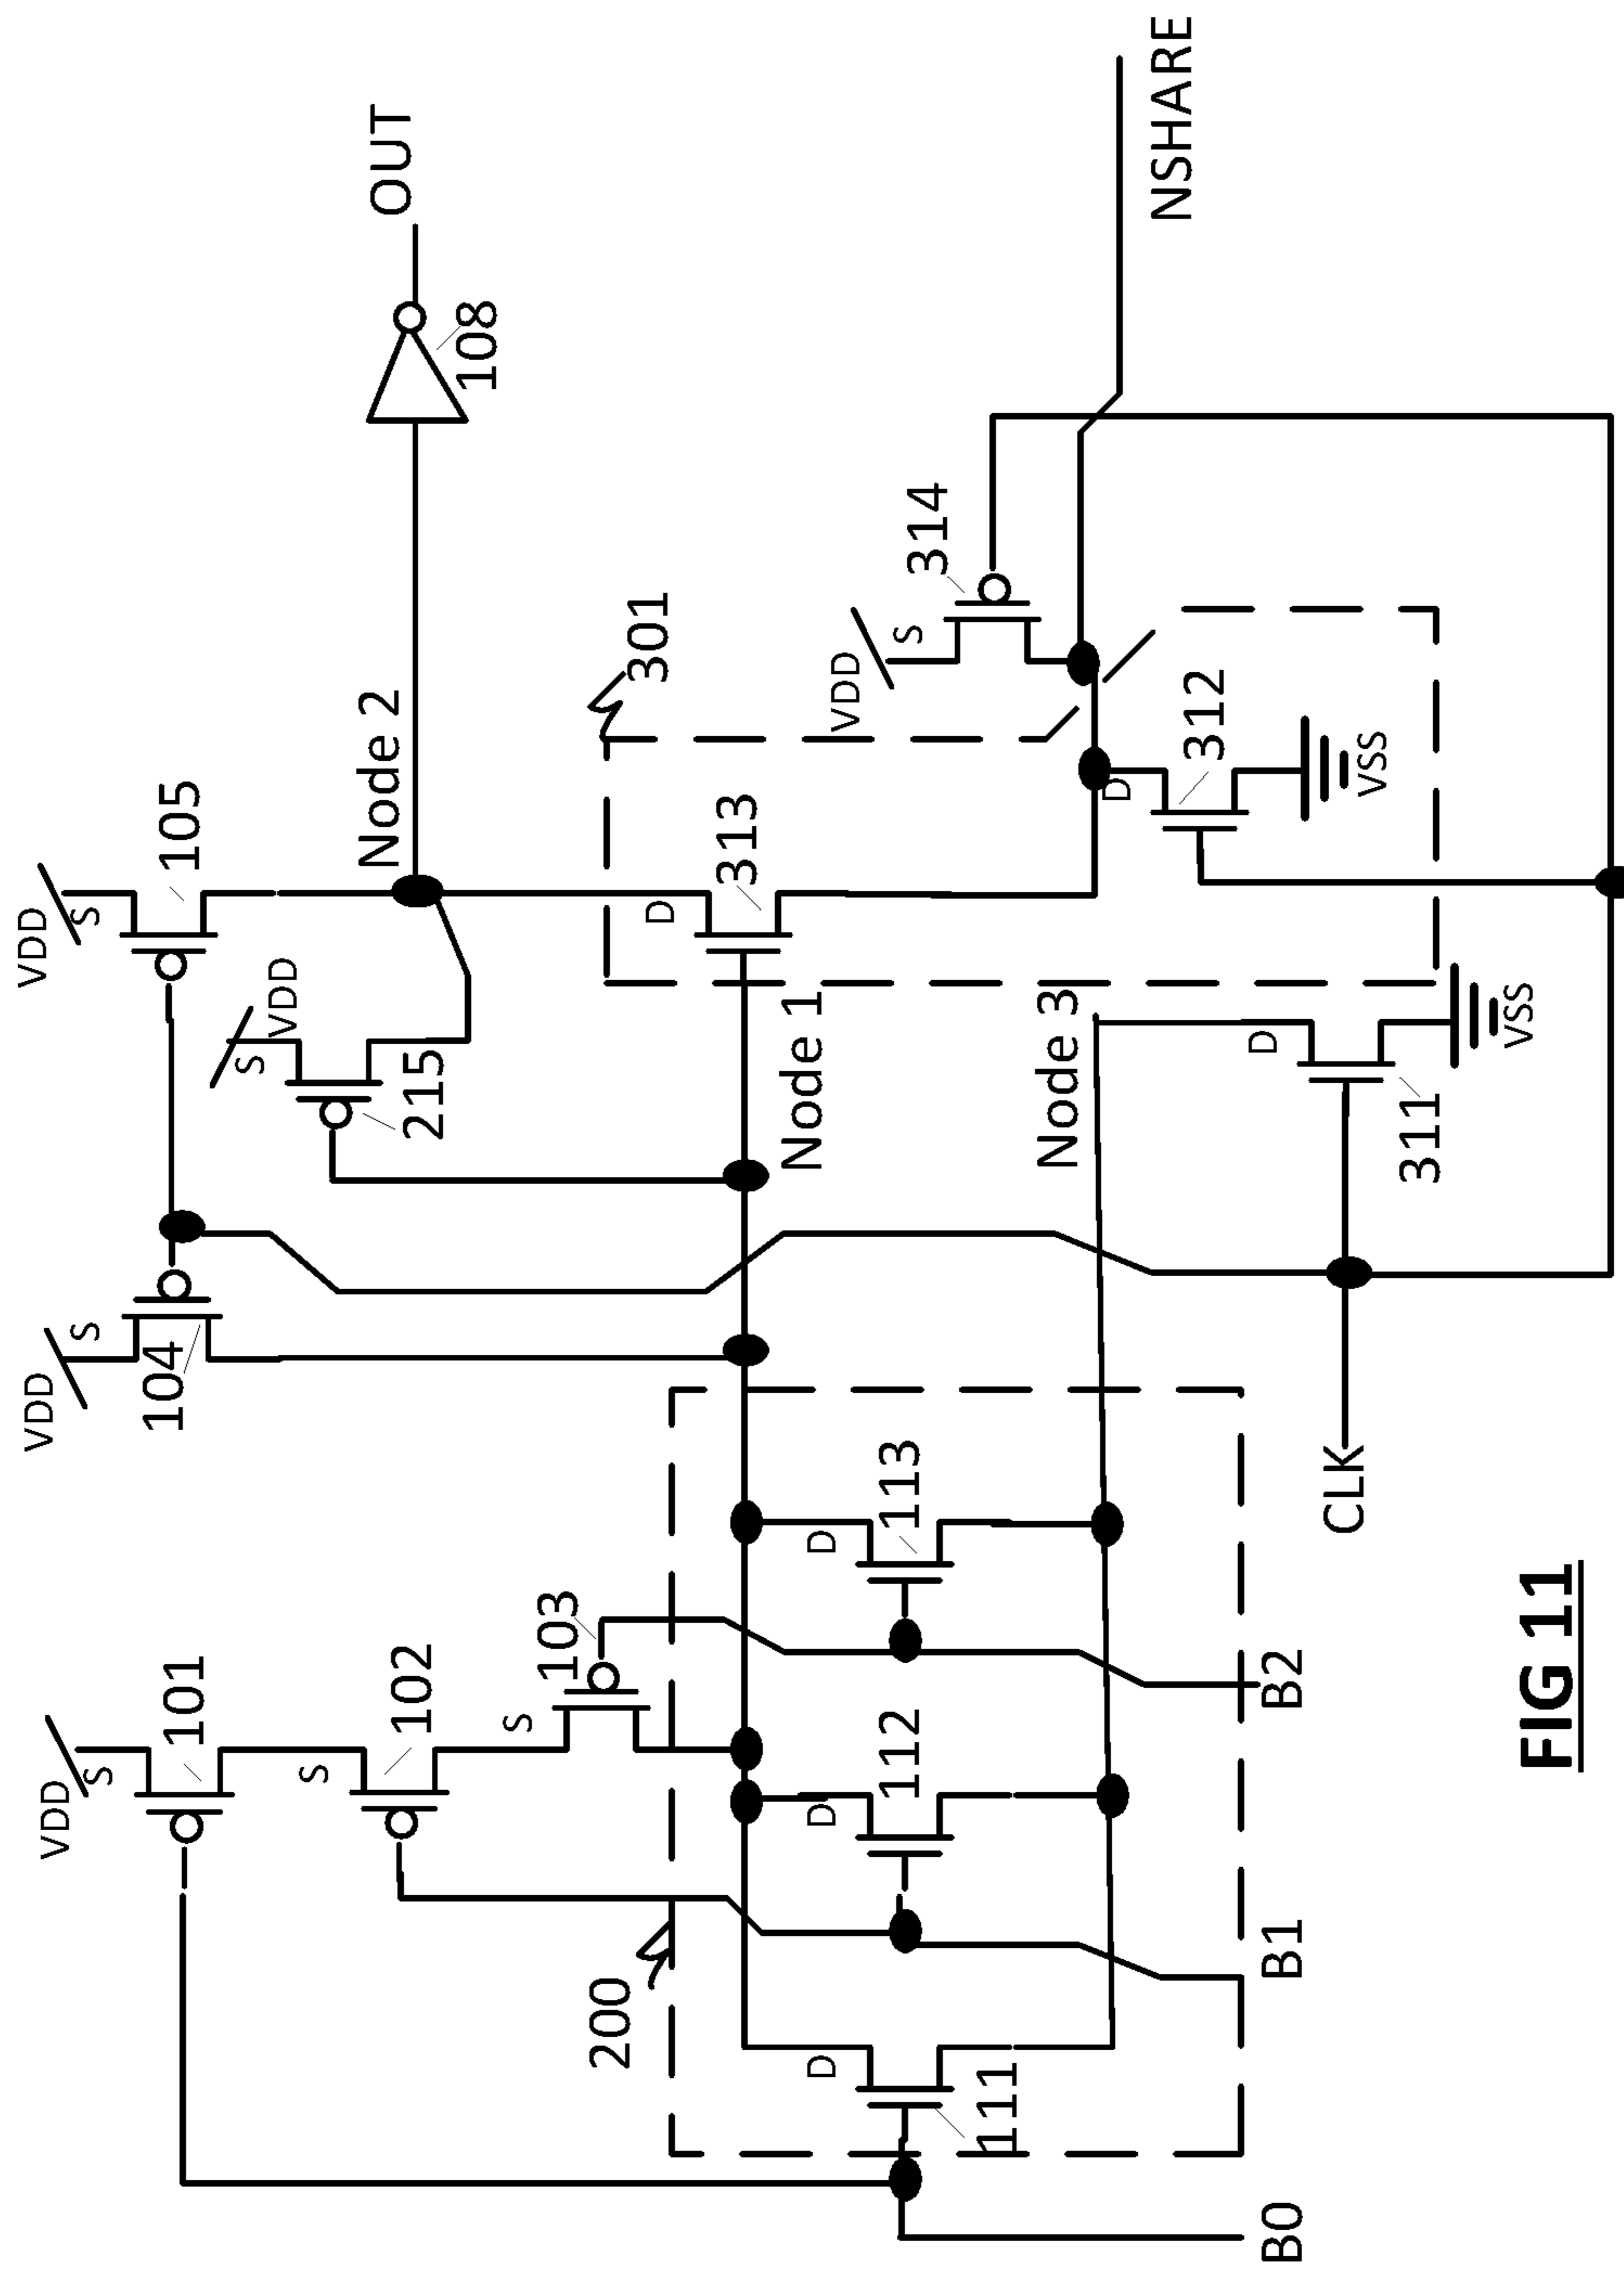 VDD
S
101
S
102
S
103
200
B0
D
111
D
112
B1
D
113
B2
VDD
S
104
VDD
S
105
VDD
S
215
Node 2
108
OUT
Node 1
Node 3
301
D
313
VDD
S
314
D
312
VSS
D
311
VSS
CLK
NSHARE
FIG 11